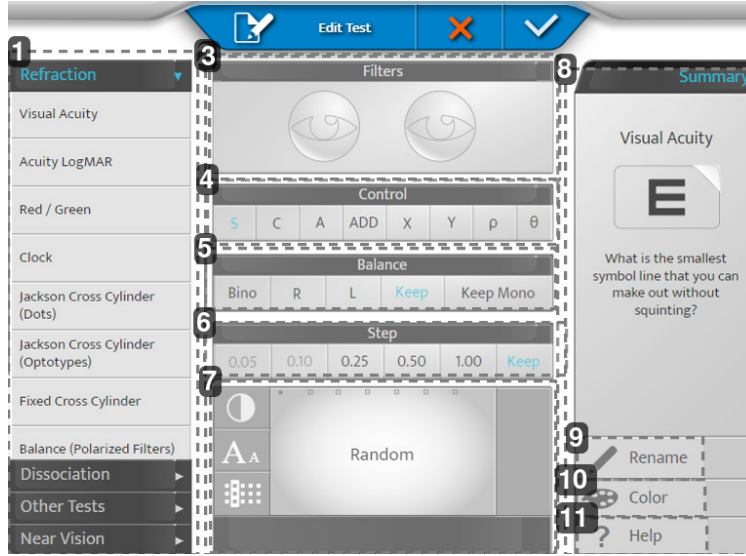 Edit Test
1
Refraction
Visual Acuity
Acuity LogMAR
Red / Green
Clock
Jackson Cross Cylinder
(Dots)
Jackson Cross Cylinder
(Optotypes)
Fixed Cross Cylinder
Balance (Polarized Filters)
Dissociation
Other Tests
Near Vision
3
Filters
4
Control
S C A ADD X Y ρ θ
5
Balance
Bino R L Keep Keep Mono
6
Step
0.05 0.10 0.25 0.50 1.00 Keep
7
A A
Random
8
Summary
Visual Acuity
E
What is the smallest
symbol line that you can
make out without
squinting?
9
Rename
10
Color
11
? Help